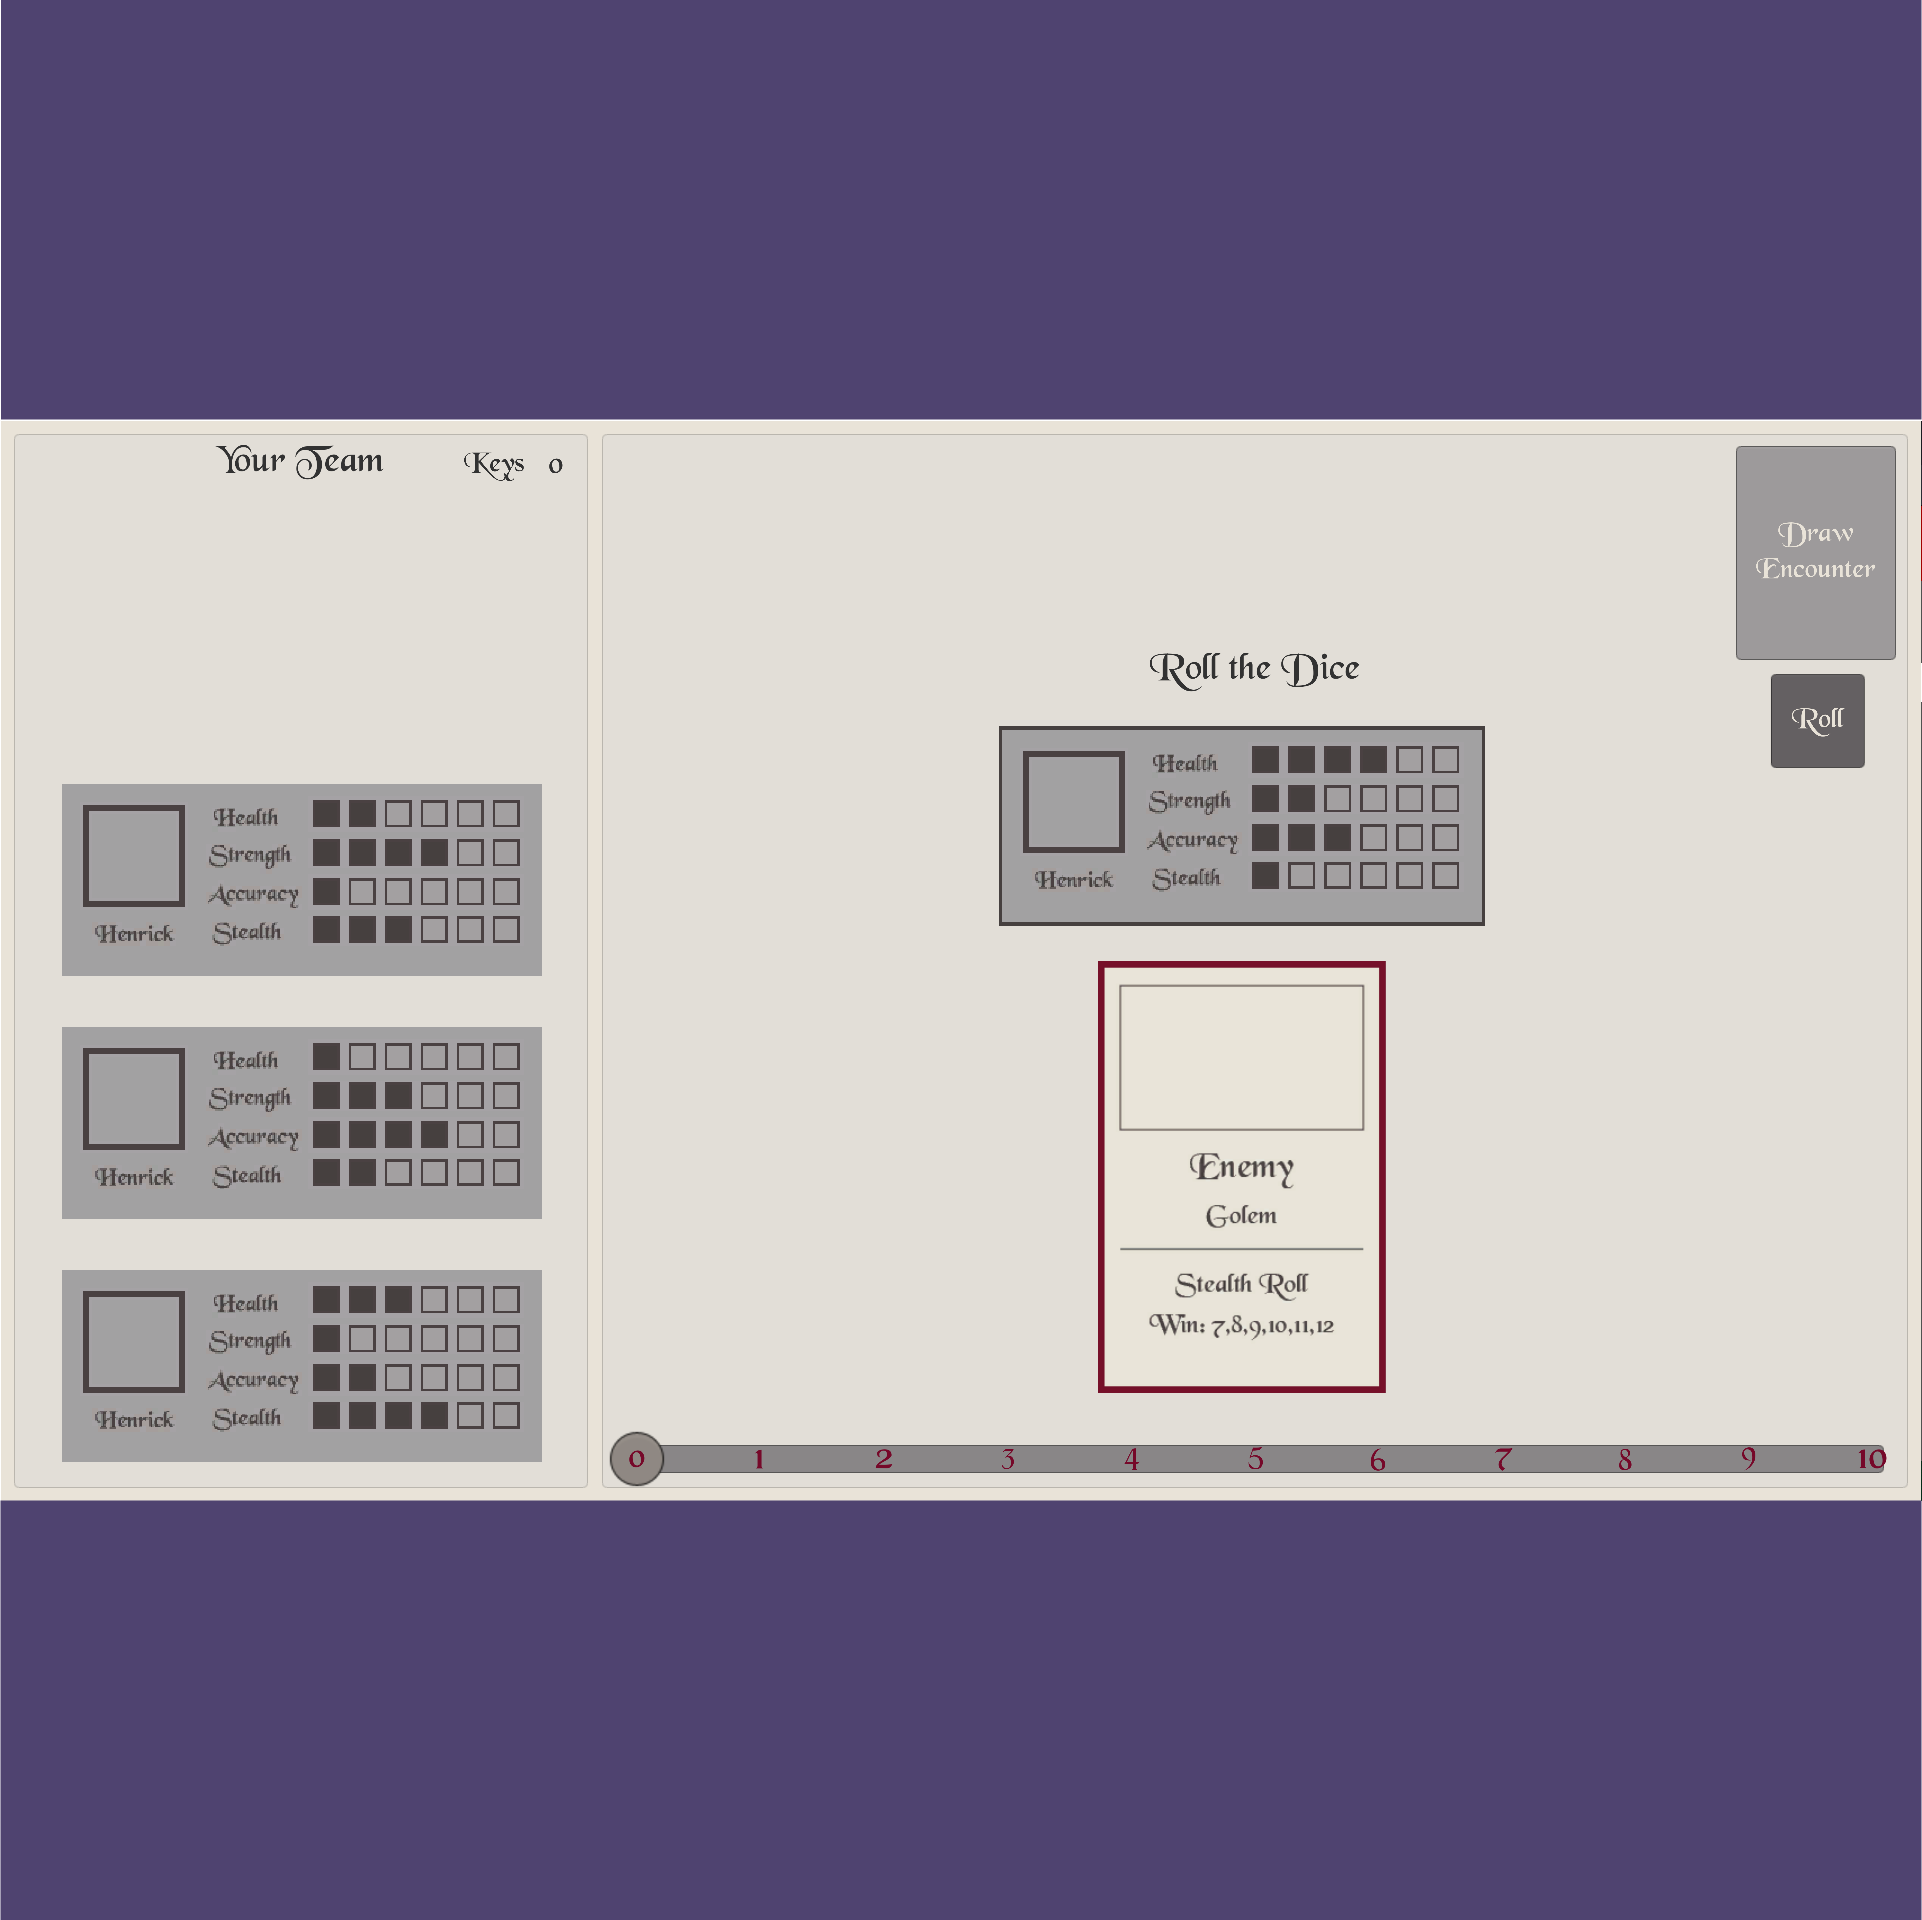 Your Team
Keys 0
Health
Strength
Accuracy
Henrick
Stealth
Health
Strength
Accuracy
Henrick
Stealth
Health
Strength
Accuracy
Henrick
Stealth
Draw
Encounter
Roll
Roll the Dice
Health
Strength
Accuracy
Henrick
Stealth
Enemy
Golem
Stealth Roll
Win: 7,8,9,10,11,12
0 1 2 3 4 5 6 7 8 9 10